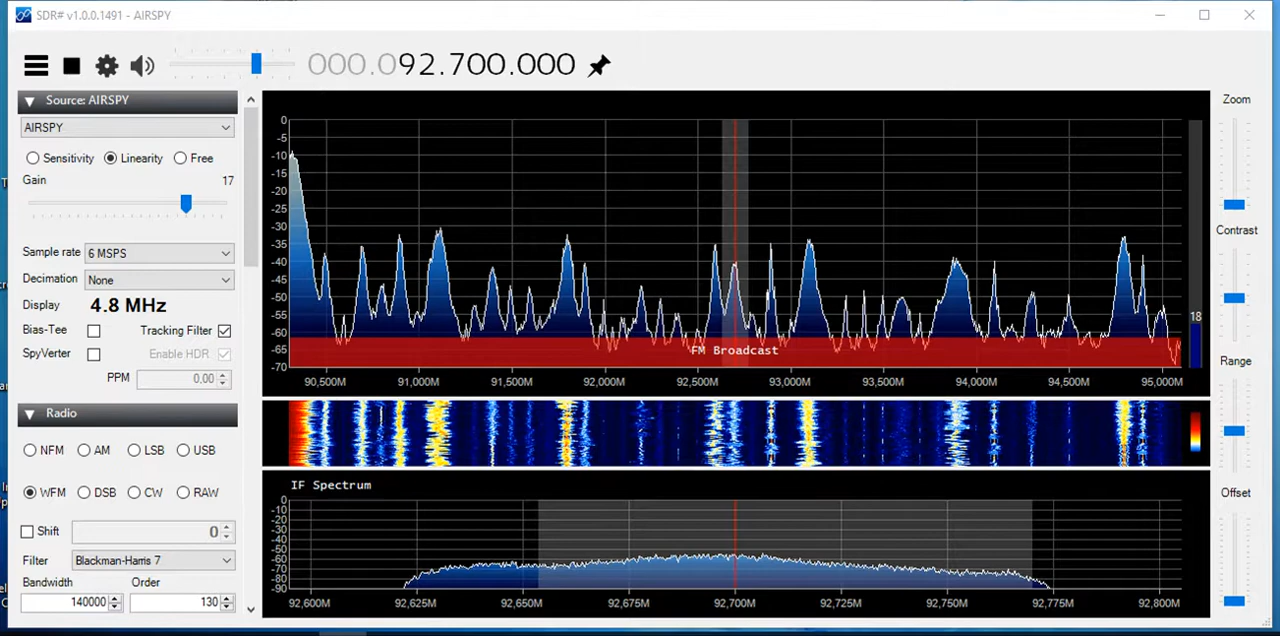 SDR# v1.0.0.1491 - AIRSPY
000.092.700.000
Source: AIRSPY
AIRSPY
Sensitivity Linearity Free
Gain 17
Sample rate 6 MSPS
Decimation None
Display 4.8 MHz
Bias-Tee Tracking Filter
SpyVerter Enable HDR
PPM 0.00
Radio
NFM AM LSB USB
WFM DSB CW RAW
Shift 0
Filter Blackman-Harris 7
Bandwidth Order
140000 130
0
-5
-10
-15
-20
-25
-30
-35
-40
-45
-50
-55
-60
-65
-70
18
FM Broadcast
90,500M 91,000M 91,500M 92,000M 92,500M 93,000M 93,500M 94,000M 94,500M 95,000M
IF Spectrum
0
-10
-20
-30
-40
-50
-60
-70
-80
-90
92,600M 92,625M 92,650M 92,675M 92,700M 92,725M 92,750M 92,775M 92,800M
Zoom
Contrast
Range
Offset